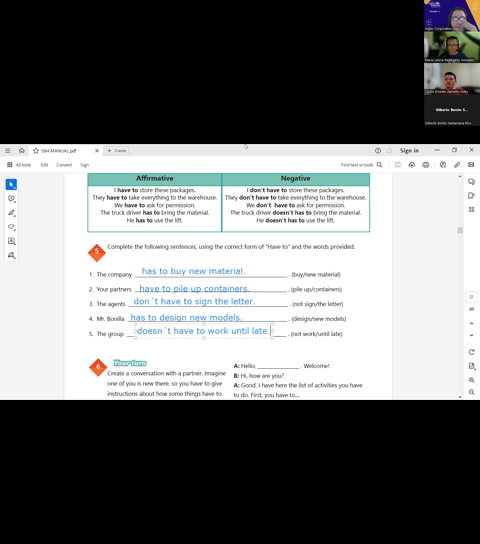 SB4 MANUAL.pdf
Create
Sign in
All tools
Edit
Convert
Sign
Find text or tools
Affirmative
Negative
I have to store these packages.
They have to take everything to the warehouse.
We have to ask for permission.
The truck driver has to bring the material.
He has to use the lift.
I don't have to store these packages.
They don't have to take everything to the warehouse.
We don't have to ask for permission.
The truck driver doesn't has to bring the material.
He doesn't has to use the lift.
5
Complete the following sentences, using the correct form of "Have to" and the words provided.
1. The company has to buy new material. . (buy/new material)
2. Your partners have to pile up containers. . (pile up/containers)
3. The agents don´t have to sign the letter. . (not sign/the letter)
4. Mr. Bonilla has to design new models. . (design/new models)
5. The group doesn´t have to work until late. . (not work/until late)
6
Your turn
Create a conversation with a partner. Imagine
one of you is new there, so you have to give
instructions about how some things have to
A: Hello, ____________ . Welcome!
B: Hi, how are you?
A: Good. I have here the list of activities you have
to do. First, you have to...